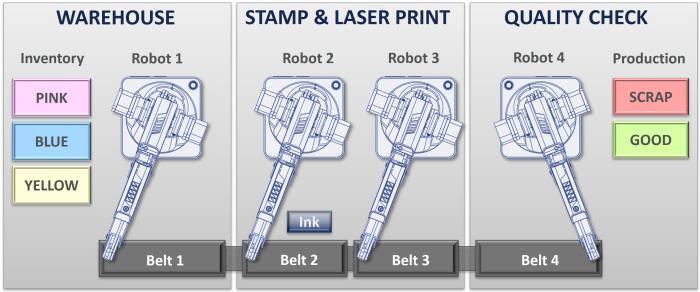 WAREHOUSE
Inventory
Robot 1
PINK
BLUE
YELLOW
Belt 1
STAMP & LASER PRINT
Robot 2
Robot 3
Ink
Belt 2
Belt 3
QUALITY CHECK
Robot 4
Production
SCRAP
GOOD
Belt 4